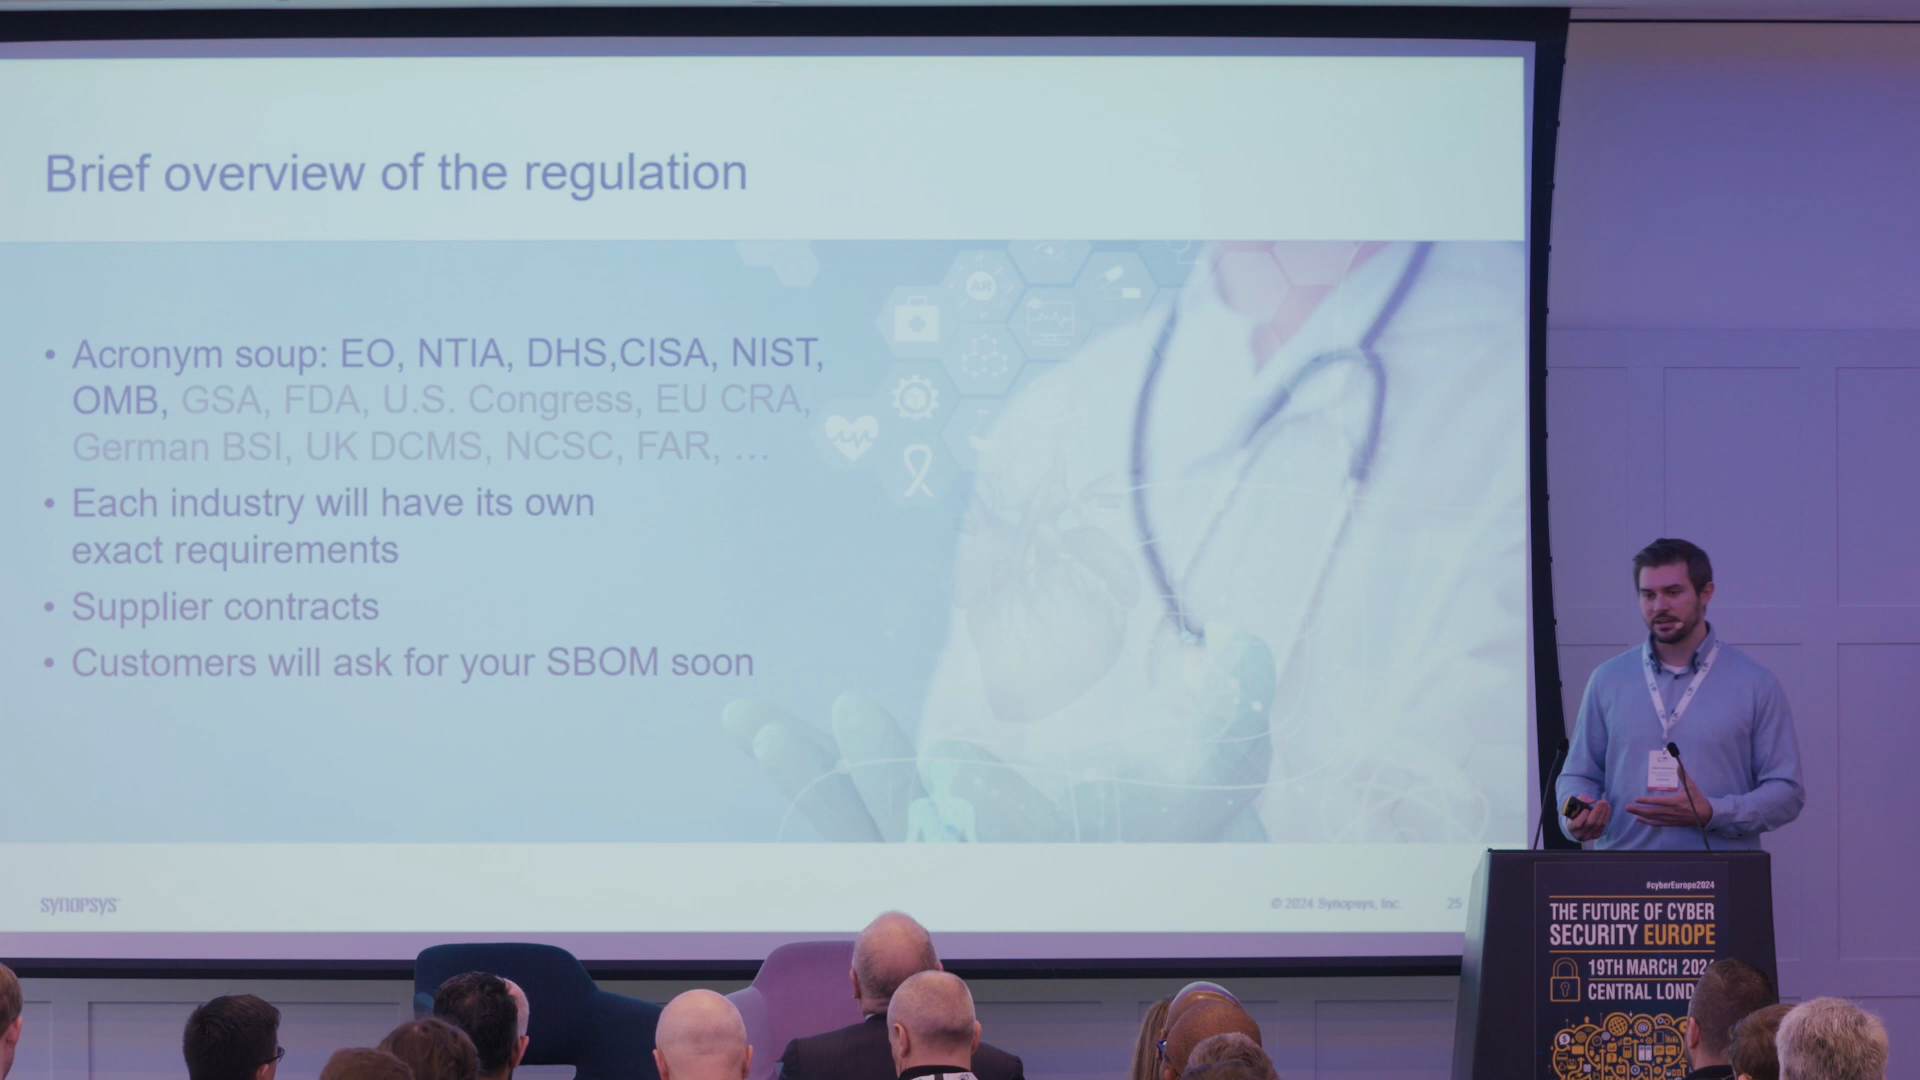 Brief overview of the regulation
• Acronym soup: EO, NTIA, DHS,CISA, NIST,
OMB, GSA, FDA, U.S. Congress, EU CRA,
German BSI, UK DCMS, NCSC, FAR, …
• Each industry will have its own
exact requirements
• Supplier contracts
• Customers will ask for your SBOM soon
AR
SYNOPSYS
© 2024 Synopsys, Inc.
25
#cyberEurope2024
THE FUTURE OF CYBER
SECURITY EUROPE
19TH MARCH 2024
CENTRAL LOND